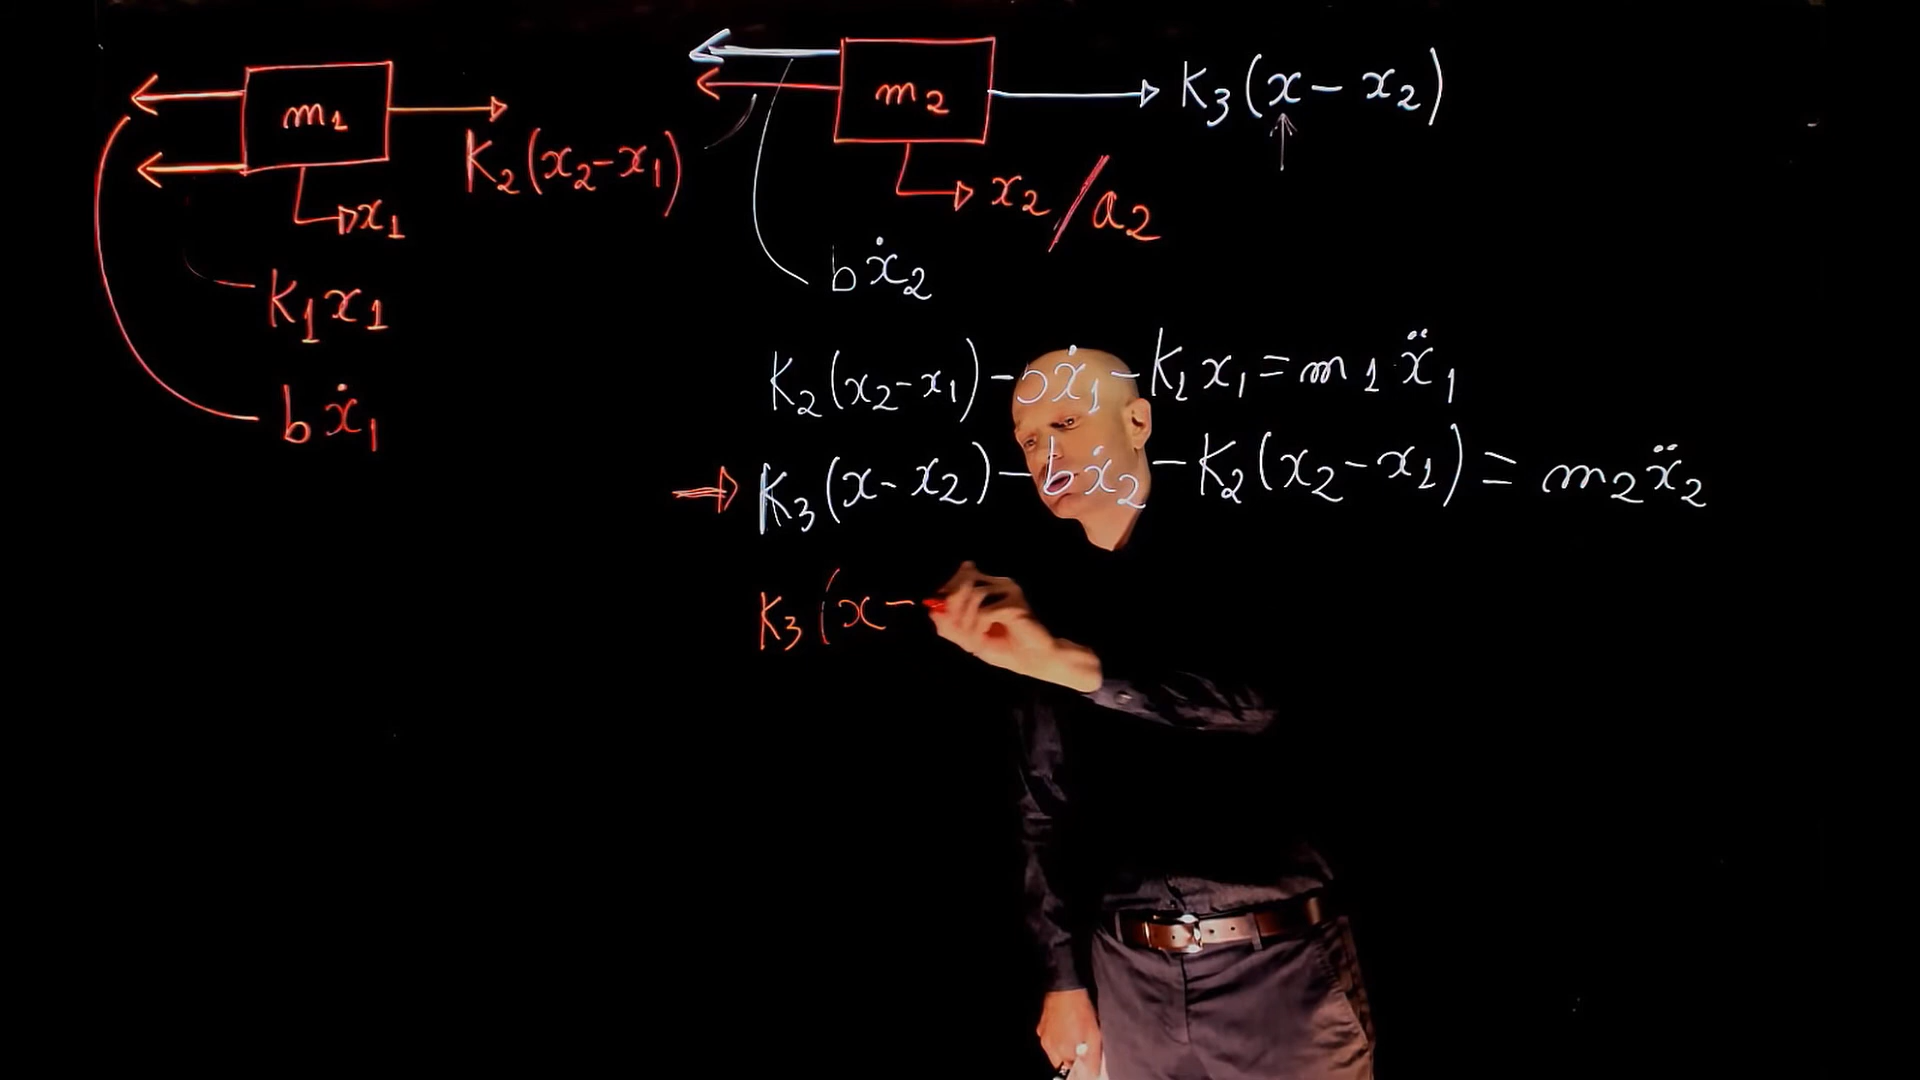 m1
K2(x2-x1)
x1
K1x1
bẋ1
m2
K3(x-x2)
x2/a2
bẋ2
K2(x2-x1)-bẋ1-K1x1=m1ẍ1
K3(x-x2)-bẋ2-K2(x2-x1)=m2ẍ2
K3(x-